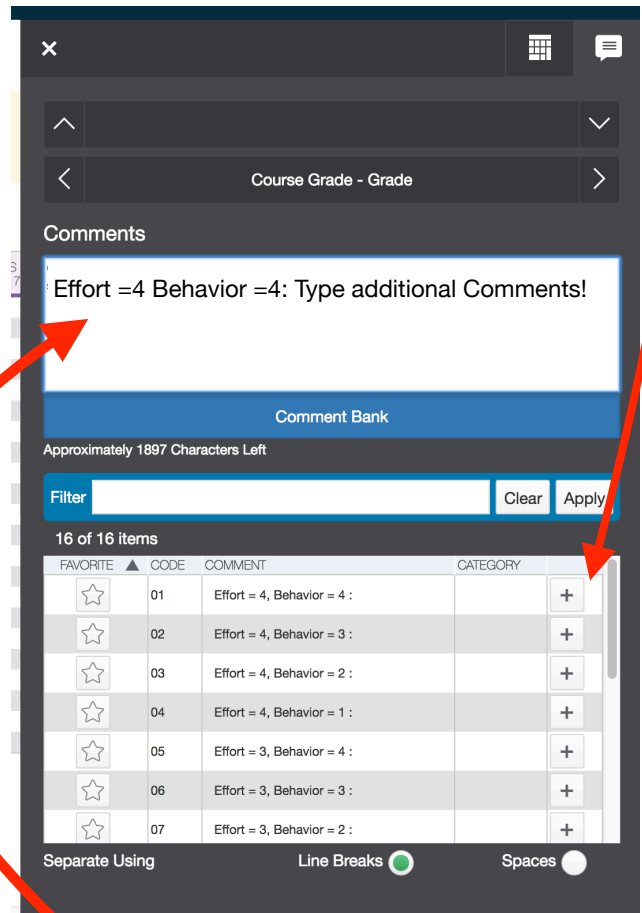 Course Grade - Grade
Comments
Effort =4 Behavior =4: Type additional Comments!
Comment Bank
Approximately 1897 Characters Left
Filter Clear Apply
16 of 16 items
FAVORITE ▲ CODE COMMENT CATEGORY
01 Effort = 4, Behavior = 4 : +
02 Effort = 4, Behavior = 3 : +
03 Effort = 4, Behavior = 2 : +
04 Effort = 4, Behavior = 1 : +
05 Effort = 3, Behavior = 4 : +
06 Effort = 3, Behavior = 3 : +
07 Effort = 3, Behavior = 2 : +
Separate Using Line Breaks Spaces